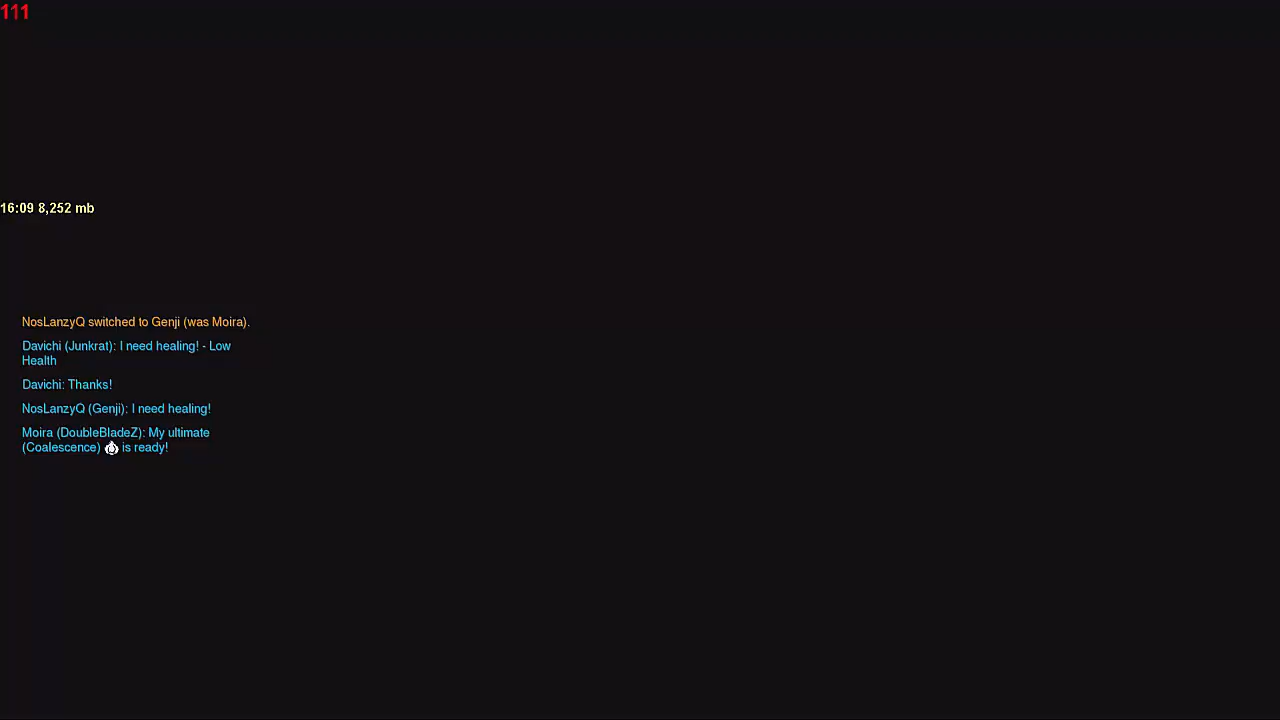 111
16:09 8,252 mb
NosLanzyQ switched to Genji (was Moira).
Davichi (Junkrat): I need healing! - Low
Health
Davichi: Thanks!
NosLanzyQ (Genji): I need healing!
Moira (DoubleBladeZ): My ultimate
(Coalescence) is ready!